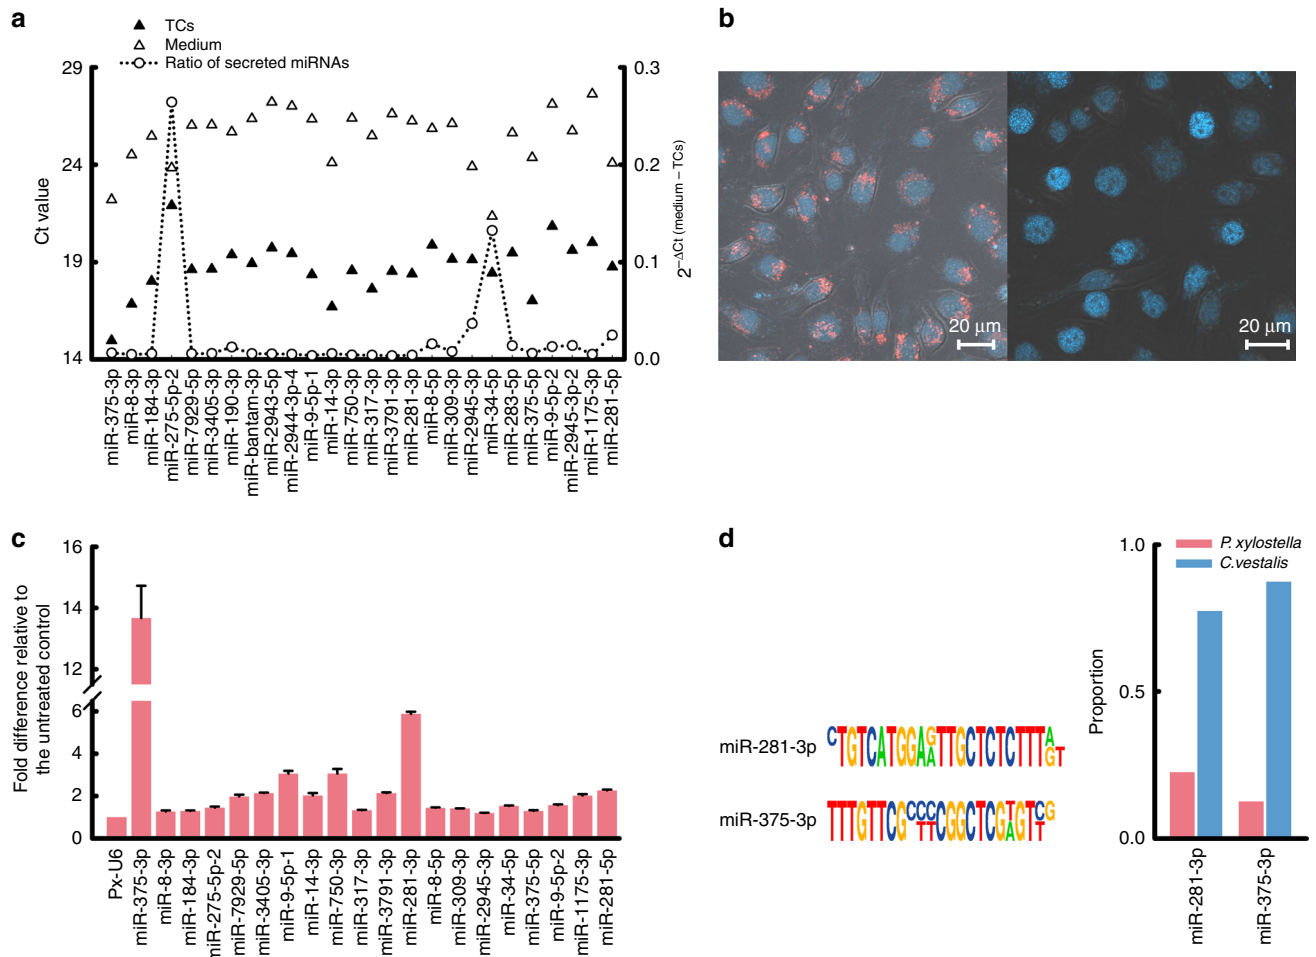 a
TCs
Medium
Ratio of secreted miRNAs
29
24
19
14
Ct value
0.3
0.2
0.1
0.0
2−ΔCt (medium – TCs)
miR-375-3p
miR-8-3p
miR-184-3p
miR-275-5p-2
miR-7929-5p
miR-3405-3p
miR-190-3p
miR-bantam-3p
miR-2943-5p
miR-2944-3p-4
miR-9-5p-1
miR-14-3p
miR-750-3p
miR-317-3p
miR-3791-3p
miR-281-3p
miR-8-5p
miR-309-3p
miR-2945-3p
miR-34-5p
miR-283-5p
miR-375-5p
miR-9-5p-2
miR-2945-3p-2
miR-1175-3p
miR-281-5p
b
20 μm
20 μm
c
16
14
12
6
4
2
0
Fold difference relative to
the untreated control
Px-U6
miR-375-3p
miR-8-3p
miR-184-3p
miR-275-5p-2
miR-7929-5p
miR-3405-3p
miR-9-5p-1
miR-14-3p
miR-750-3p
miR-317-3p
miR-3791-3p
miR-281-3p
miR-8-5p
miR-309-3p
miR-2945-3p
miR-34-5p
miR-375-5p
miR-9-5p-2
miR-1175-3p
miR-281-5p
d
miR-281-3p
CTGTCATGGAGATTGCTCTCTTTAGT
miR-375-3p
TTTGTTCGCCTCTCGGCTCGTAGTCTG
1.0
0.5
0.0
Proportion
P. xylostella
C.vestalis
miR-281-3p
miR-375-3p